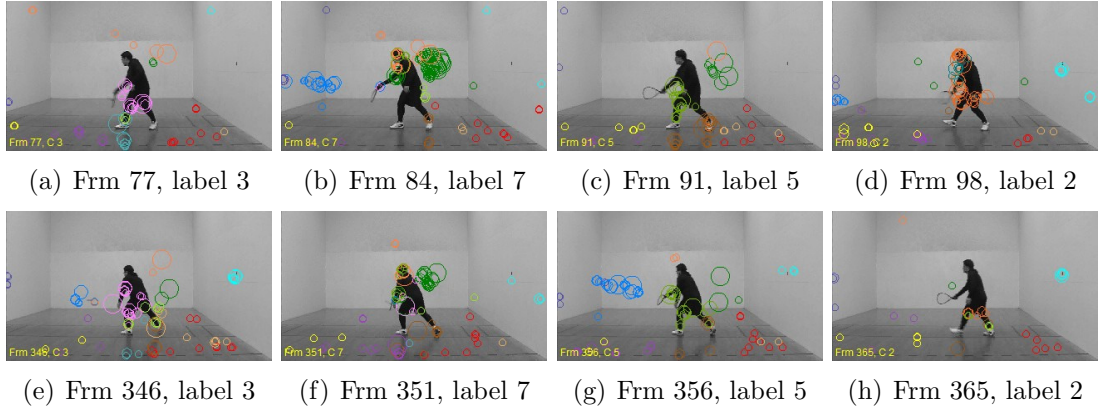 Frm 77, C 3
Frm 84, C 7
Frm 91, C 5
Frm 98, C 2
(a) Frm 77, label 3
(b) Frm 84, label 7
(c) Frm 91, label 5
(d) Frm 98, label 2
Frm 346, C 3
Frm 351, C 7
Frm 356, C 5
Frm 365, C 2
(e) Frm 346, label 3
(f) Frm 351, label 7
(g) Frm 356, label 5
(h) Frm 365, label 2